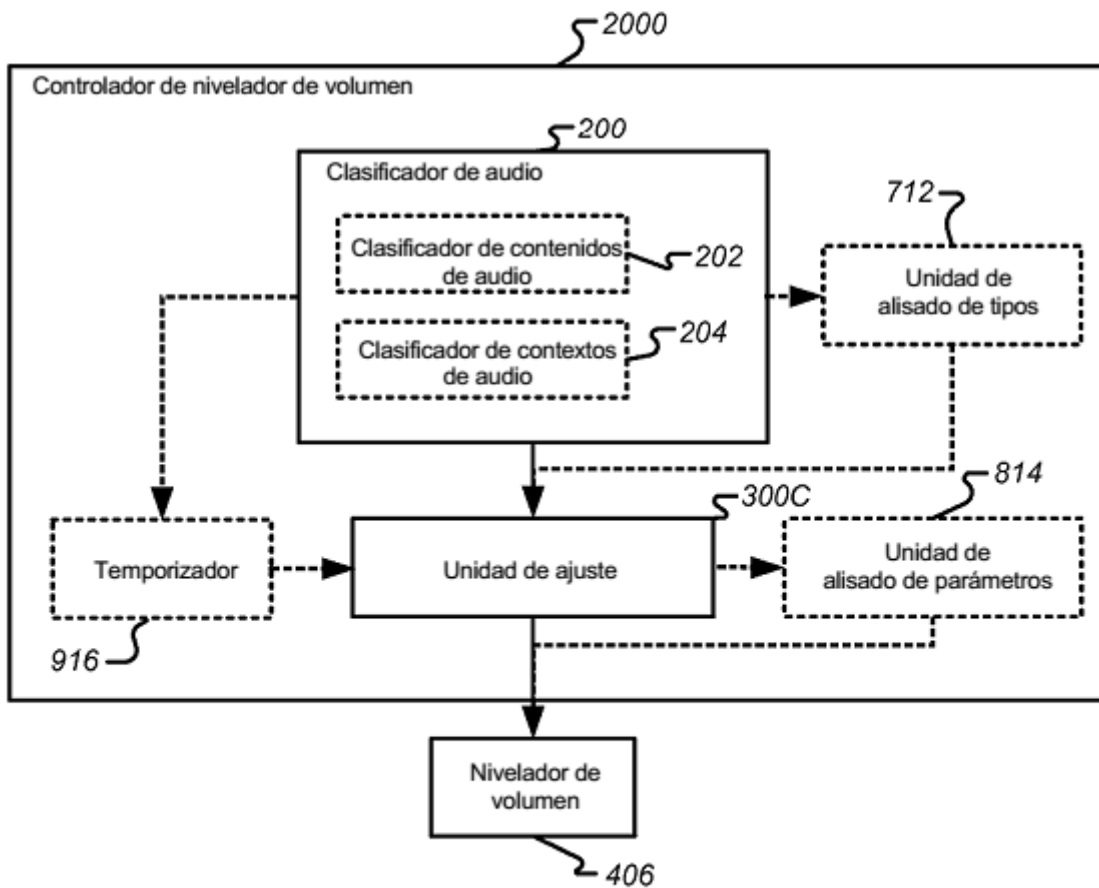 2000
Controlador de nivelador de volumen
200
Clasificador de audio
712
Clasificador de contenidos
de audio
202
Unidad de
alisado de tipos
204
Clasificador de contextos
de audio
300C
814
Temporizador
Unidad de ajuste
Unidad de
alisado de parámetros
916
Nivelador de
volumen
406